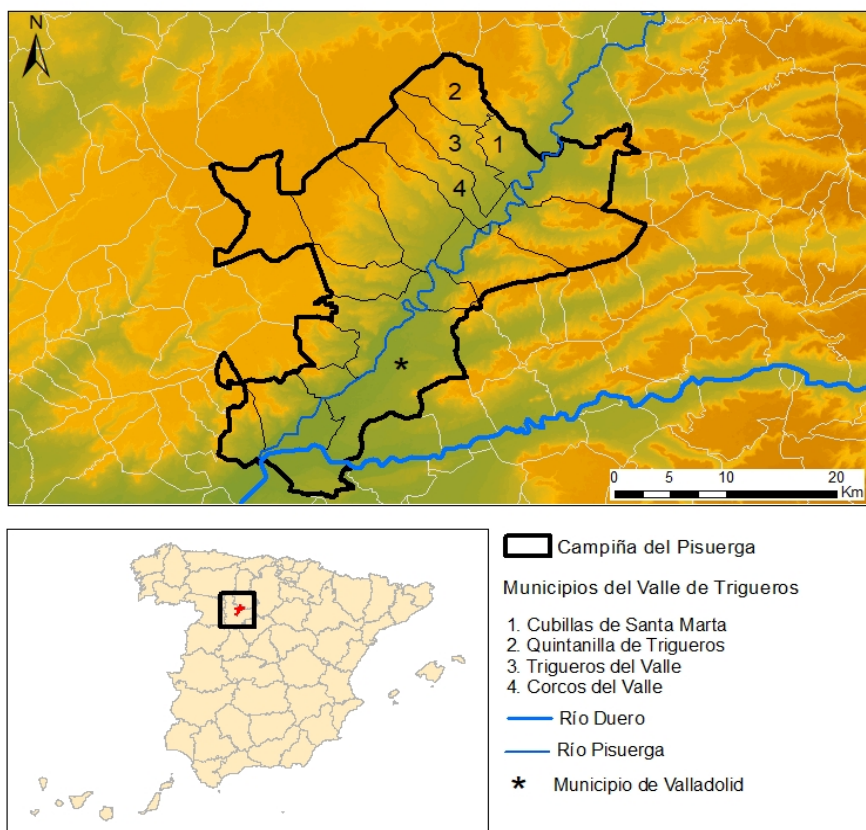 N
2
3
1
4
*
0
5
10
20
Km
Campiña del Pisuerga
Municipios del Valle de Trigueros
1. Cubillas de Santa Marta
2. Quintanilla de Trigueros
3. Trigueros del Valle
4. Corcos del Valle
Río Duero
Río Pisuerga
* Municipio de Valladolid